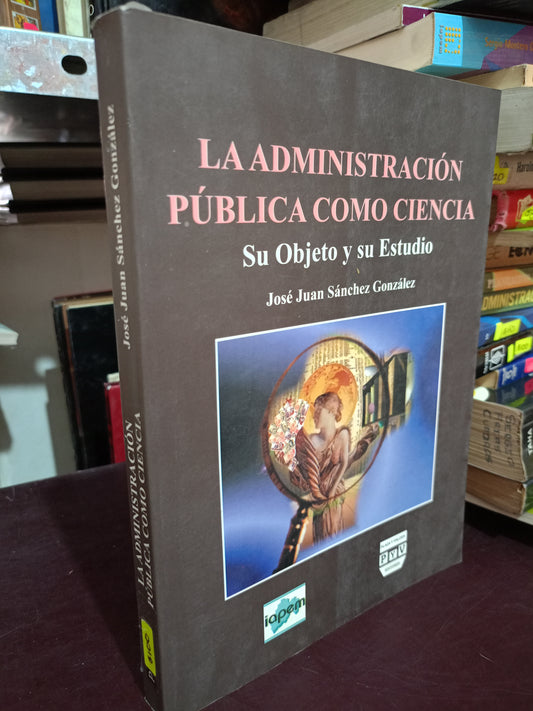 LA ADMINISTRACIÓN
PÚBLICA COMO CIENCIA
Su Objeto y su Estudio
José Juan Sánchez González
iapem
P y V
José Juan Sánchez González
LA ADMINISTRACIÓN
PÚBLICA COMO CIENCIA